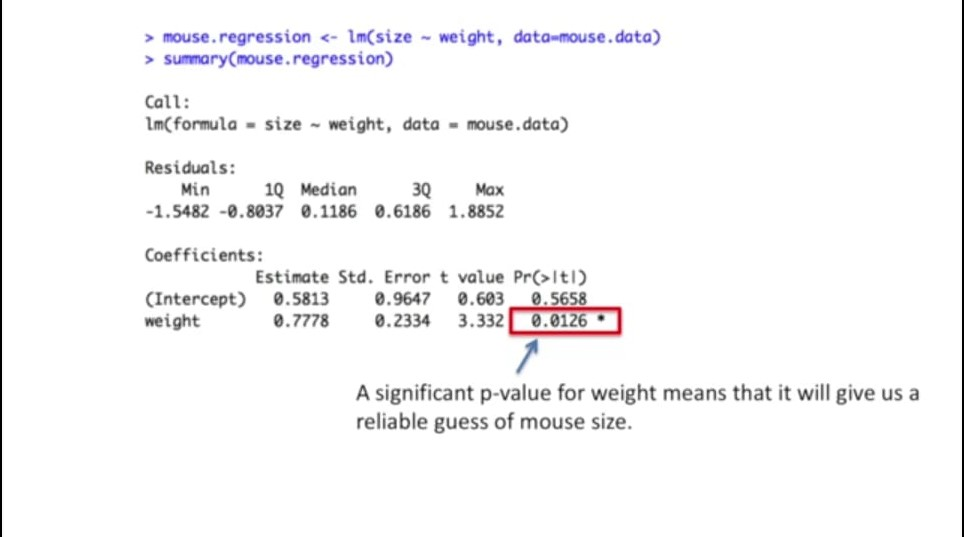 > mouse.regression <- lm(size ~ weight, data=mouse.data)
> summary(mouse.regression)
Call:
lm(formula = size ~ weight, data = mouse.data)
Residuals:
Min 1Q Median 3Q Max
-1.5482 -0.8037 0.1186 0.6186 1.8852
Coefficients:
Estimate Std. Error t value Pr(>|t|)
(Intercept) 0.5813 0.9647 0.603 0.5658
weight 0.7778 0.2334 3.332 0.0126 *
A significant p-value for weight means that it will give us a
reliable guess of mouse size.